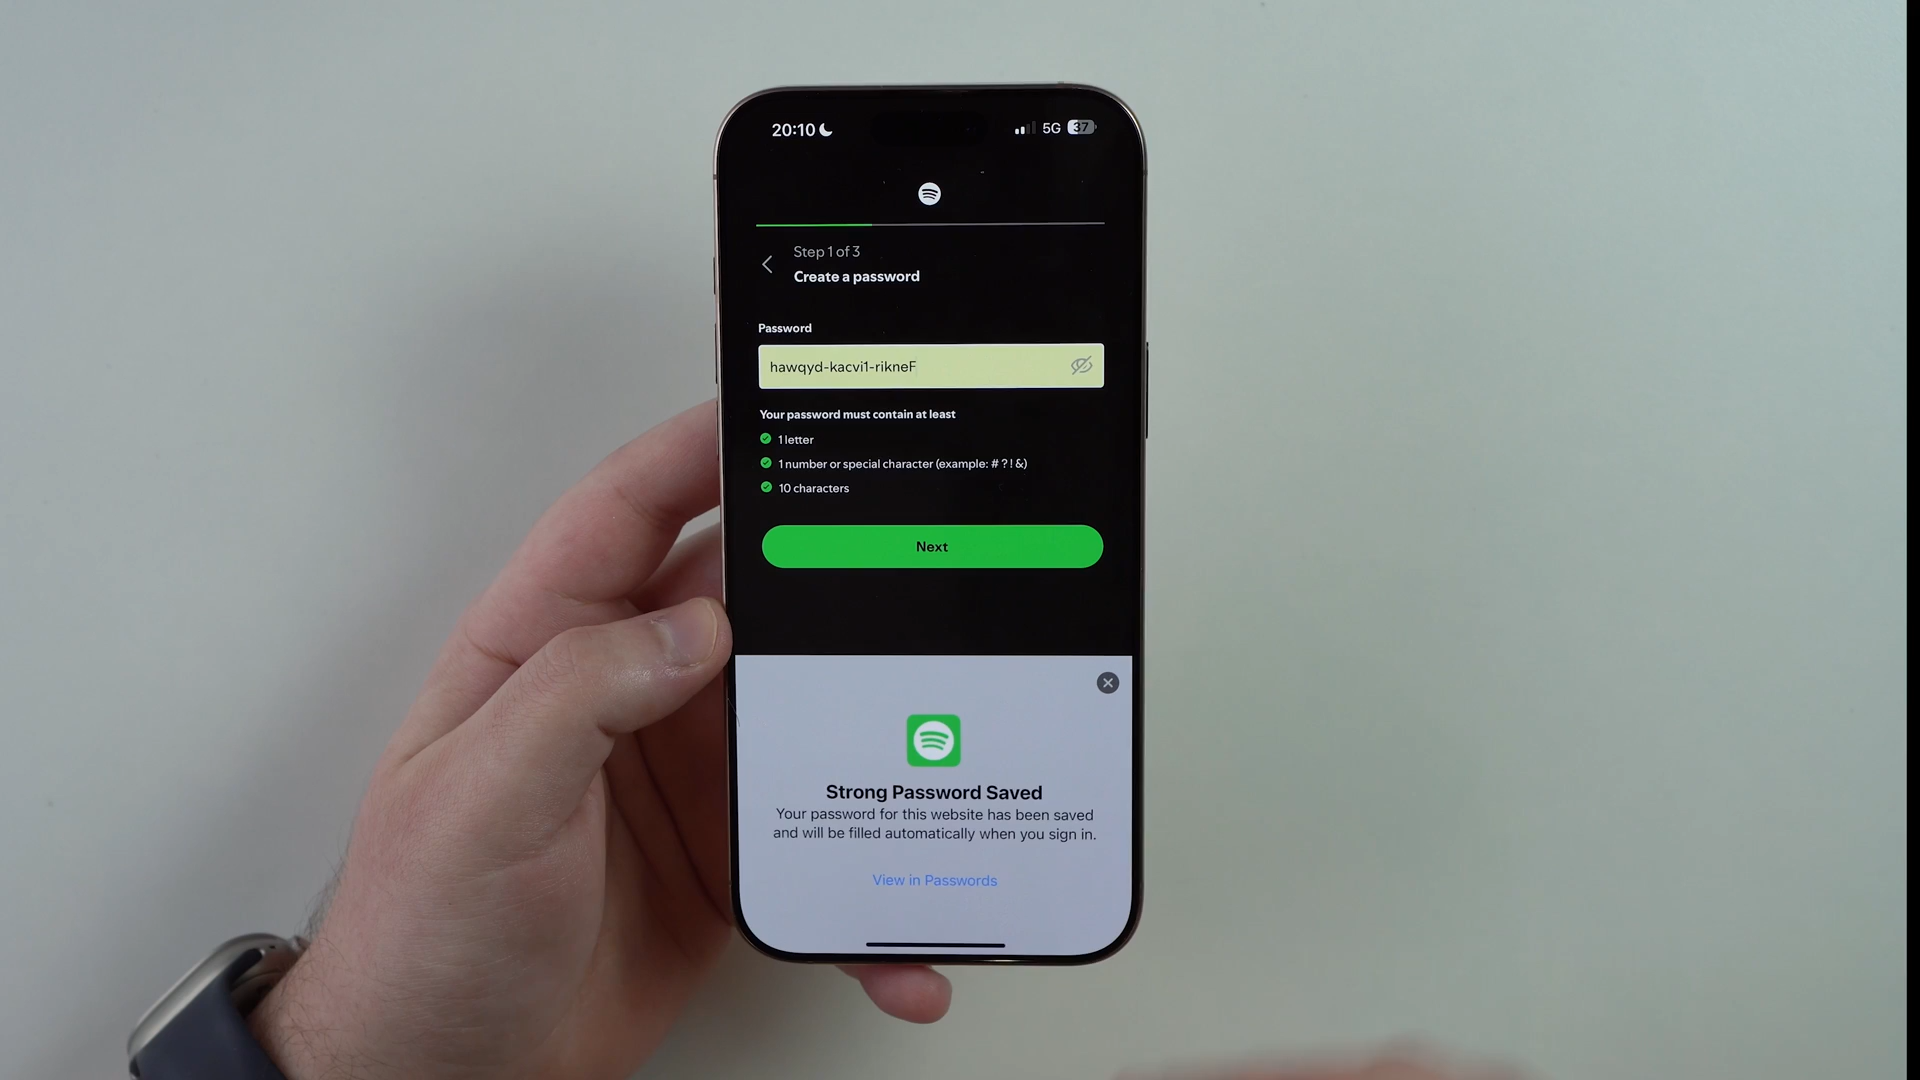 20:10
5G 37
Step 1 of 3
Create a password
Password
hawqyd-kacvi1-rikneF
Your password must contain at least
1 letter
1 number or special character (example: # ? ! &)
10 characters
Next
Strong Password Saved
Your password for this website has been saved
and will be filled automatically when you sign in.
View in Passwords